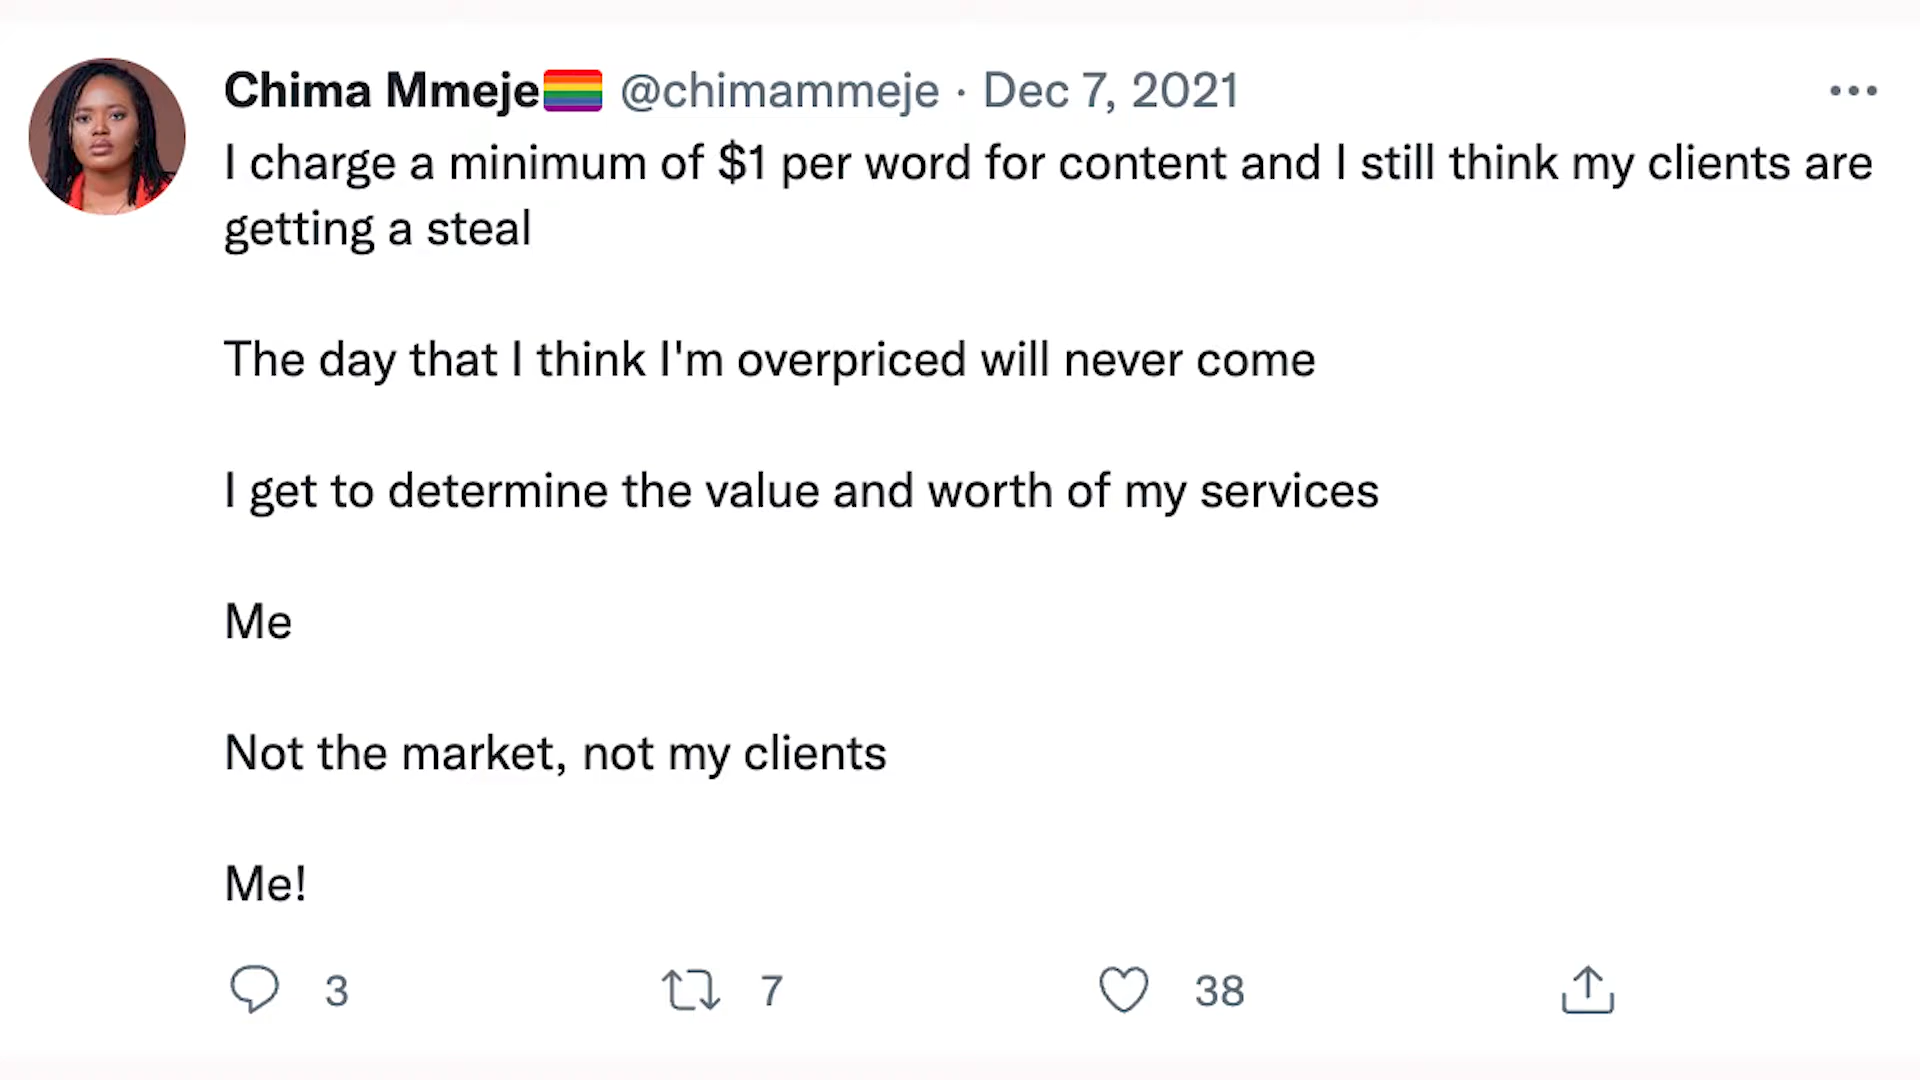 Chima Mmeje🏳️‍🌈 @chimammeje · Dec 7, 2021
I charge a minimum of $1 per word for content and I still think my clients are
getting a steal
The day that I think I'm overpriced will never come
I get to determine the value and worth of my services
Me
Not the market, not my clients
Me!
3 7 38